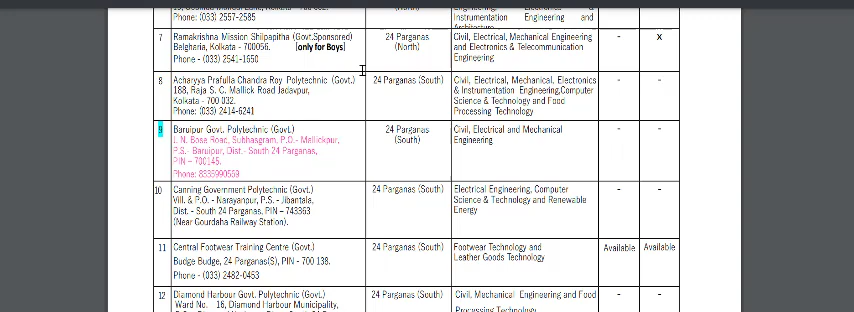 Phone: (033) 2557-2585
(North)
Instrumentation Engineering and
7
Ramakrishna Mission Shilpapitha (Govt.Sponsored)
Belgharia, Kolkata - 700056. [only for Boys]
Phone - (033) 2541-1650
24 Parganas
(North)
Civil, Electrical, Mechanical Engineering
and Electronics & Telecommunication
Engineering
-
X
8
Acharyya Prafulla Chandra Roy Polytechnic (Govt.)
188, Raja S. C. Mallick Road Jadavpur,
Kolkata - 700 032.
Phone: (033) 2414-6241
24 Parganas (South)
Civil, Electrical, Mechanical, Electronics
& Instrumentation Engineering,Computer
Science & Technology and Food
Processing Technology
-
-
9
Baruipur Govt. Polytechnic (Govt.)
J. N. Bose Road, Subhasgram, P.O.- Mallickpur,
P.S.- Baruipur, Dist.- South 24 Parganas,
PIN – 700145.
Phone: 8335990559
24 Parganas
(South)
Civil, Electrical and Mechanical
Engineering
-
-
10
Canning Government Polytechnic (Govt.)
Vill. & P.O. - Narayanpur, P.S. - Jibantala,
Dist. - South 24 Parganas, PIN – 743363
(Near Gourdaha Railway Station).
24 Parganas (South)
Electrical Engineering, Computer
Science & Technology and Renewable
Energy
-
-
11
Central Footwear Training Centre (Govt.)
Budge Budge, 24 Parganas(S), PIN - 700 138.
Phone - (033) 2482-0453
24 Parganas (South)
Footwear Technology and
Leather Goods Technology
Available
Available
12
Diamond Harbour Govt. Polytechnic (Govt.)
Ward No. 16, Diamond Harbour Municipality,
24 Parganas (South)
Civil, Mechanical Engineering and Food
Processing Technology
-
-